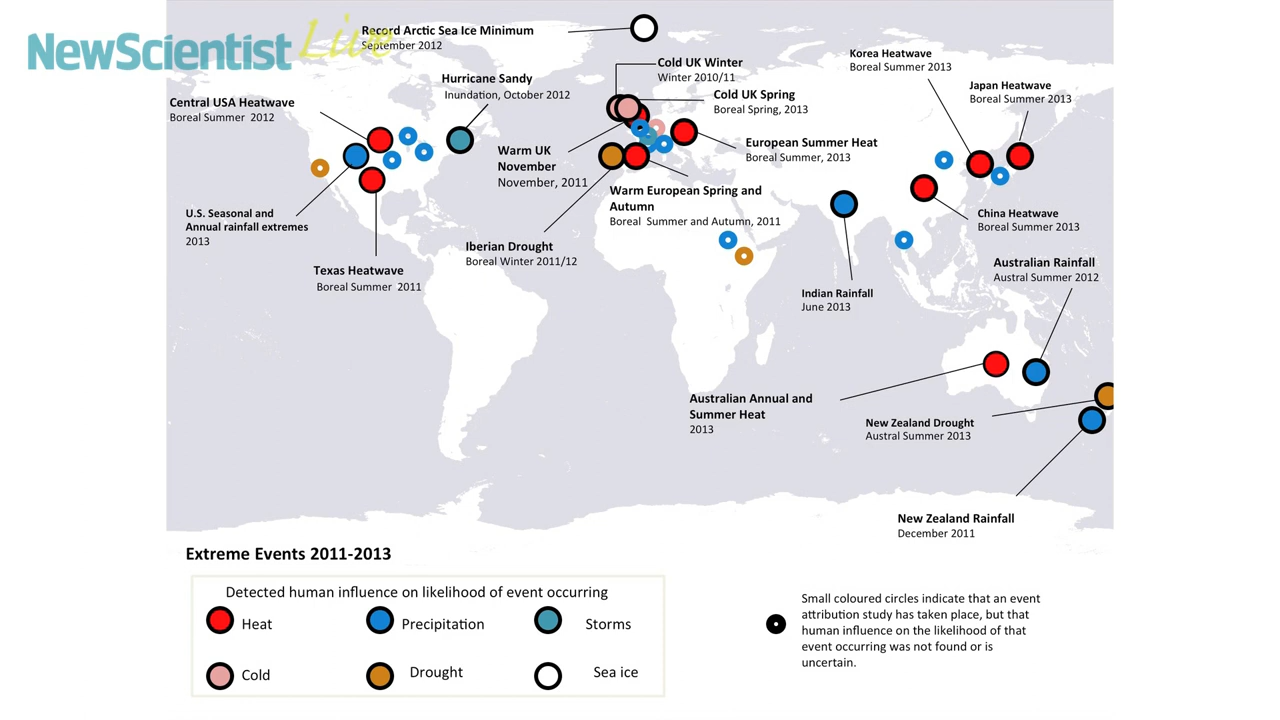 NewScientist
Live
Record Arctic Sea Ice Minimum
September 2012
Hurricane Sandy
Inundation, October 2012
Central USA Heatwave
Boreal Summer 2012
Cold UK Winter
Winter 2010/11
Cold UK Spring
Boreal Spring, 2013
Korea Heatwave
Boreal Summer 2013
Japan Heatwave
Boreal Summer 2013
Warm UK
November
November, 2011
European Summer Heat
Boreal Summer, 2013
Warm European Spring and
Autumn
Boreal Summer and Autumn, 2011
U.S. Seasonal and
Annual rainfall extremes
2013
Iberian Drought
Boreal Winter 2011/12
Texas Heatwave
Boreal Summer 2011
China Heatwave
Boreal Summer 2013
Australian Rainfall
Austral Summer 2012
Indian Rainfall
June 2013
Australian Annual and
Summer Heat
2013
New Zealand Drought
Austral Summer 2013
New Zealand Rainfall
December 2011
Extreme Events 2011-2013
Detected human influence on likelihood of event occurring
Heat
Precipitation
Storms
Cold
Drought
Sea ice
Small coloured circles indicate that an event
attribution study has taken place, but that
human influence on the likelihood of that
event occurring was not found or is
uncertain.